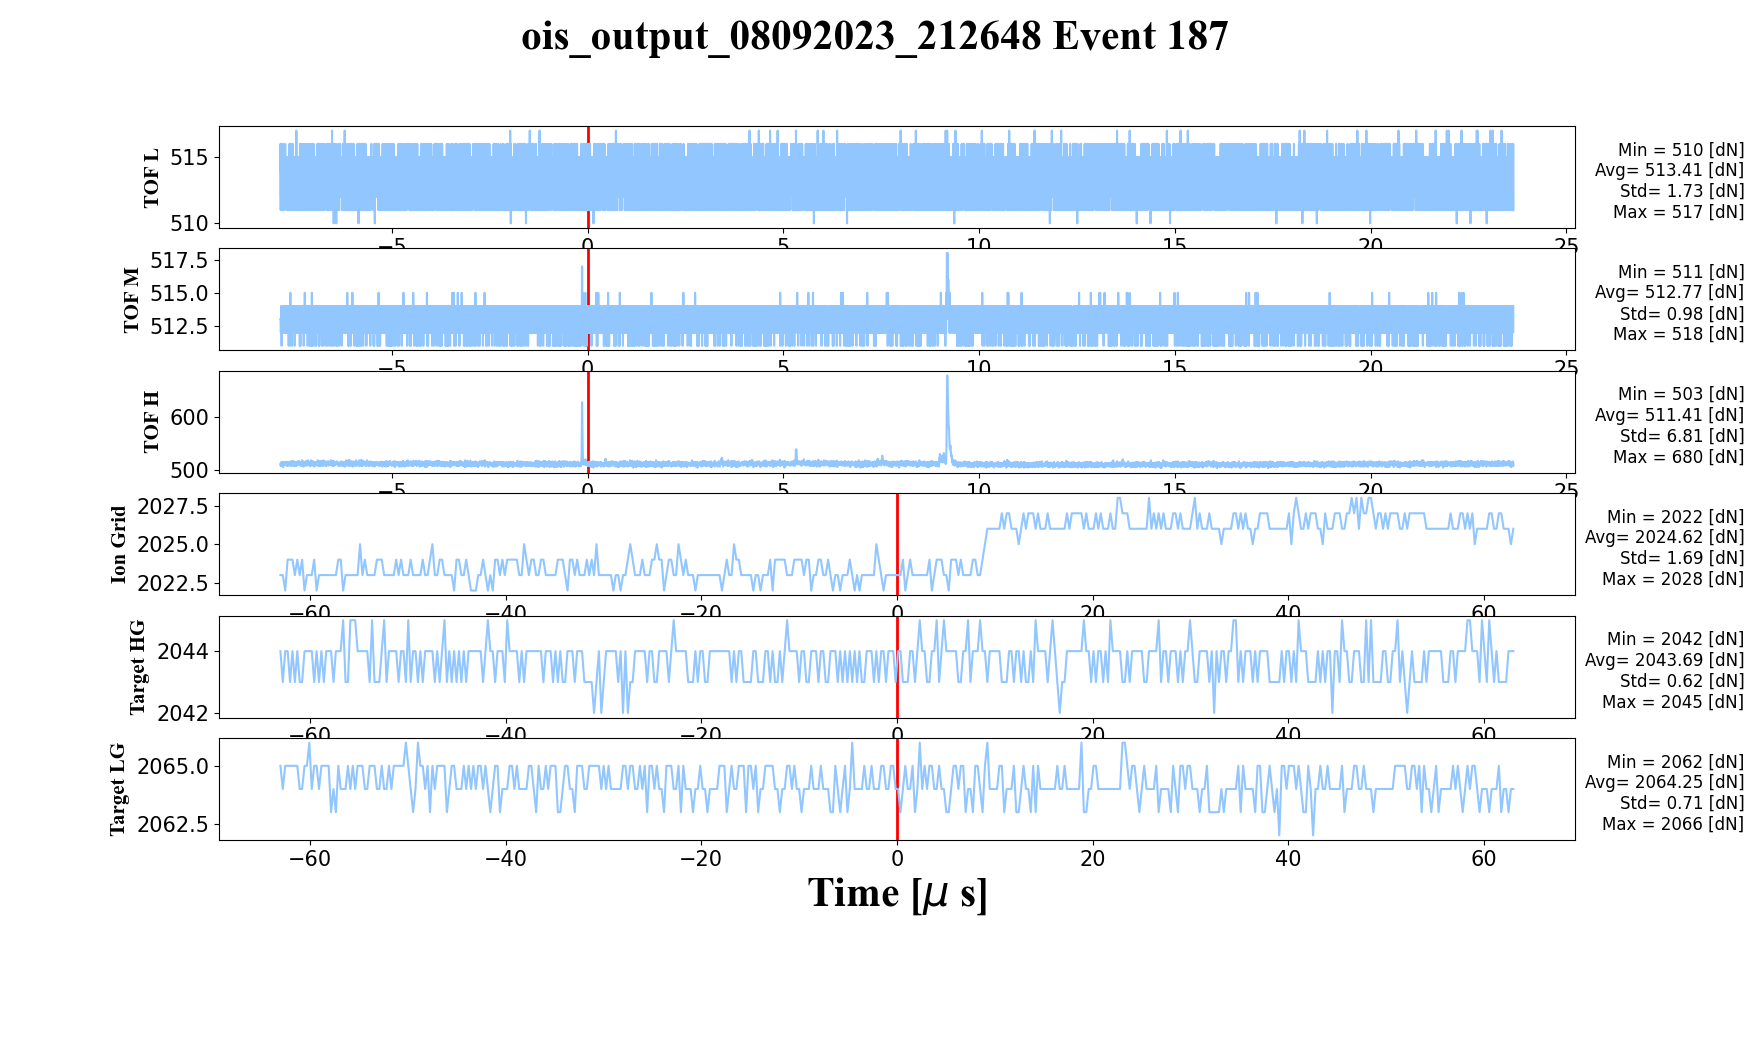 ois_output_08092023_212648 Event 187
TOF L
515
510
−5 0 5 10 15 20 25
Min = 510 [dN]
Avg= 513.41 [dN]
Std= 1.73 [dN]
Max = 517 [dN]
TOF M
517.5
515.0
512.5
−5 0 5 10 15 20 25
Min = 511 [dN]
Avg= 512.77 [dN]
Std= 0.98 [dN]
Max = 518 [dN]
TOF H
600
500
−5 0 5 10 15 20 25
Min = 503 [dN]
Avg= 511.41 [dN]
Std= 6.81 [dN]
Max = 680 [dN]
Ion Grid
2027.5
2025.0
2022.5
−60 −40 −20 0 20 40 60
Min = 2022 [dN]
Avg= 2024.62 [dN]
Std= 1.69 [dN]
Max = 2028 [dN]
Target HG
2044
2042
−60 −40 −20 0 20 40 60
Min = 2042 [dN]
Avg= 2043.69 [dN]
Std= 0.62 [dN]
Max = 2045 [dN]
Target LG
2065.0
2062.5
−60 −40 −20 0 20 40 60
Min = 2062 [dN]
Avg= 2064.25 [dN]
Std= 0.71 [dN]
Max = 2066 [dN]
Time [μ s]